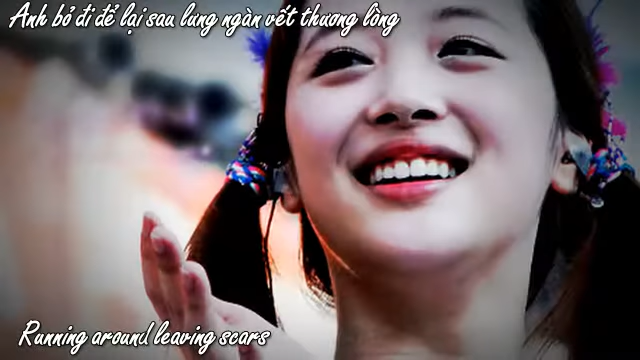 Anh bỏ đi để lại sau lưng ngàn vết thương lòng
Running around leaving scars